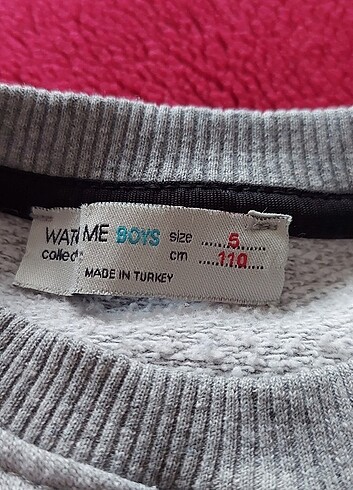 WAT ME BOYS size 5
collec cm 110
MADE IN TURKEY